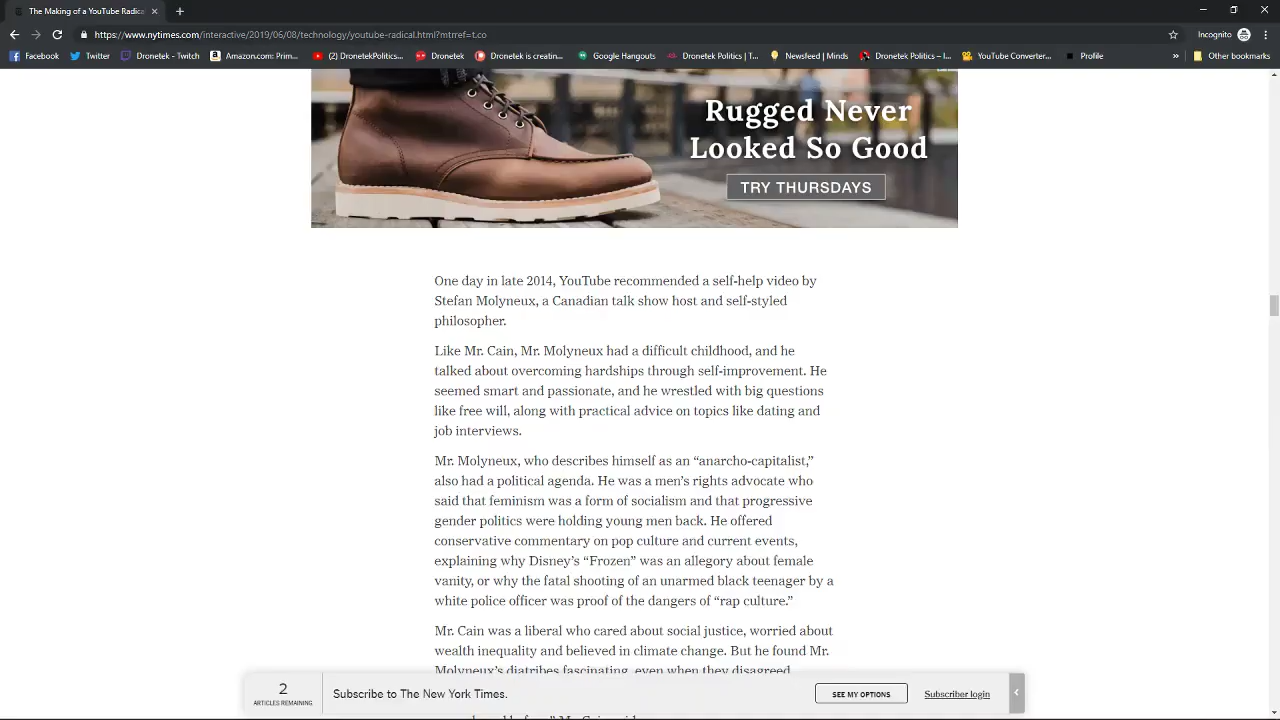 The Making of a YouTube Radica
https://www.nytimes.com/interactive/2019/06/08/technology/youtube-radical.html?mtrref=t.co
Incognito
Facebook
Twitter
Dronetek - Twitch
Amazon.com: Prim...
(2) DronetekPolitics...
Dronetek
Dronetek is creatin...
Google Hangouts
Dronetek Politics | T...
Newsfeed | Minds
Dronetek Politics – I...
YouTube Converter...
Profile
»
Other bookmarks
Rugged Never
Looked So Good
TRY THURSDAYS
One day in late 2014, YouTube recommended a self-help video by
Stefan Molyneux, a Canadian talk show host and self-styled
philosopher.
Like Mr. Cain, Mr. Molyneux had a difficult childhood, and he
talked about overcoming hardships through self-improvement. He
seemed smart and passionate, and he wrestled with big questions
like free will, along with practical advice on topics like dating and
job interviews.
Mr. Molyneux, who describes himself as an “anarcho-capitalist,”
also had a political agenda. He was a men’s rights advocate who
said that feminism was a form of socialism and that progressive
gender politics were holding young men back. He offered
conservative commentary on pop culture and current events,
explaining why Disney’s “Frozen” was an allegory about female
vanity, or why the fatal shooting of an unarmed black teenager by a
white police officer was proof of the dangers of “rap culture.”
Mr. Cain was a liberal who cared about social justice, worried about
wealth inequality and believed in climate change. But he found Mr.
Molyneux’s diatribes fascinating, even when they disagreed.
2
ARTICLES REMAINING
Subscribe to The New York Times.
SEE MY OPTIONS
Subscriber login